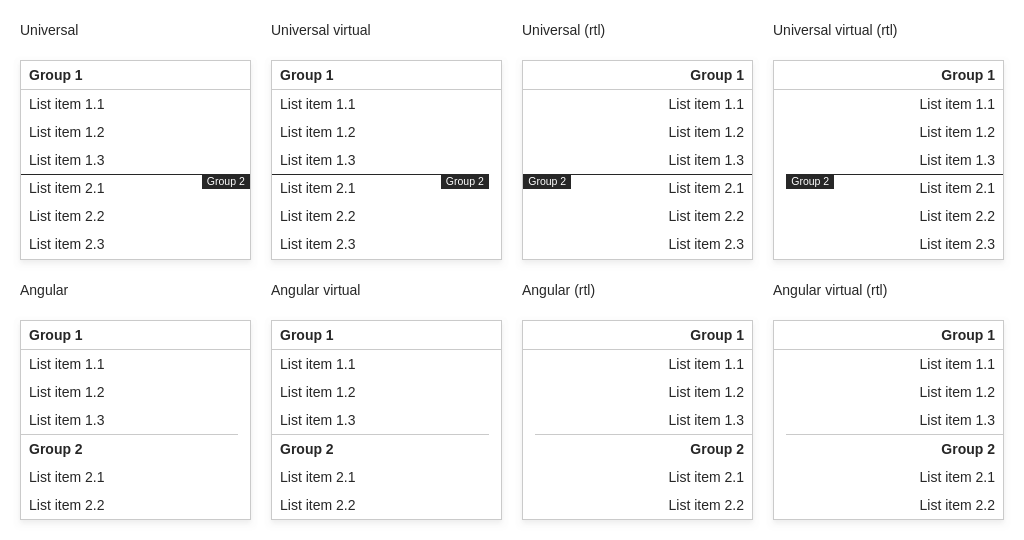 Universal
Group 1
List item 1.1
List item 1.2
List item 1.3
Group 2
List item 2.1
List item 2.2
List item 2.3
Universal virtual
Group 1
List item 1.1
List item 1.2
List item 1.3
Group 2
List item 2.1
List item 2.2
List item 2.3
Universal (rtl)
Group 1
List item 1.1
List item 1.2
List item 1.3
Group 2
List item 2.1
List item 2.2
List item 2.3
Universal virtual (rtl)
Group 1
List item 1.1
List item 1.2
List item 1.3
Group 2
List item 2.1
List item 2.2
List item 2.3
Angular
Group 1
List item 1.1
List item 1.2
List item 1.3
Group 2
List item 2.1
List item 2.2
Angular virtual
Group 1
List item 1.1
List item 1.2
List item 1.3
Group 2
List item 2.1
List item 2.2
Angular (rtl)
Group 1
List item 1.1
List item 1.2
List item 1.3
Group 2
List item 2.1
List item 2.2
Angular virtual (rtl)
Group 1
List item 1.1
List item 1.2
List item 1.3
Group 2
List item 2.1
List item 2.2